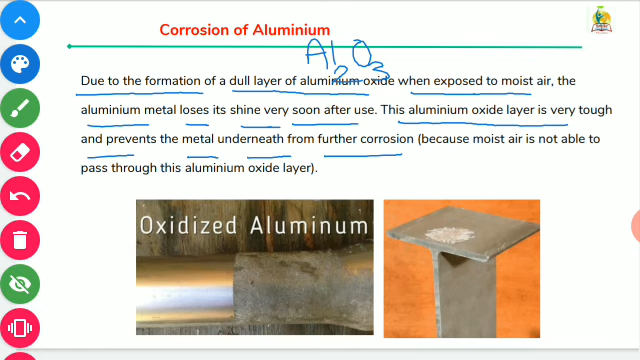 Corrosion of Aluminium
Al2O3
Due to the formation of a dull layer of aluminium oxide when exposed to moist air, the
aluminium metal loses its shine very soon after use. This aluminium oxide layer is very tough
and prevents the metal underneath from further corrosion (because moist air is not able to
pass through this aluminium oxide layer).
Oxidized Aluminum